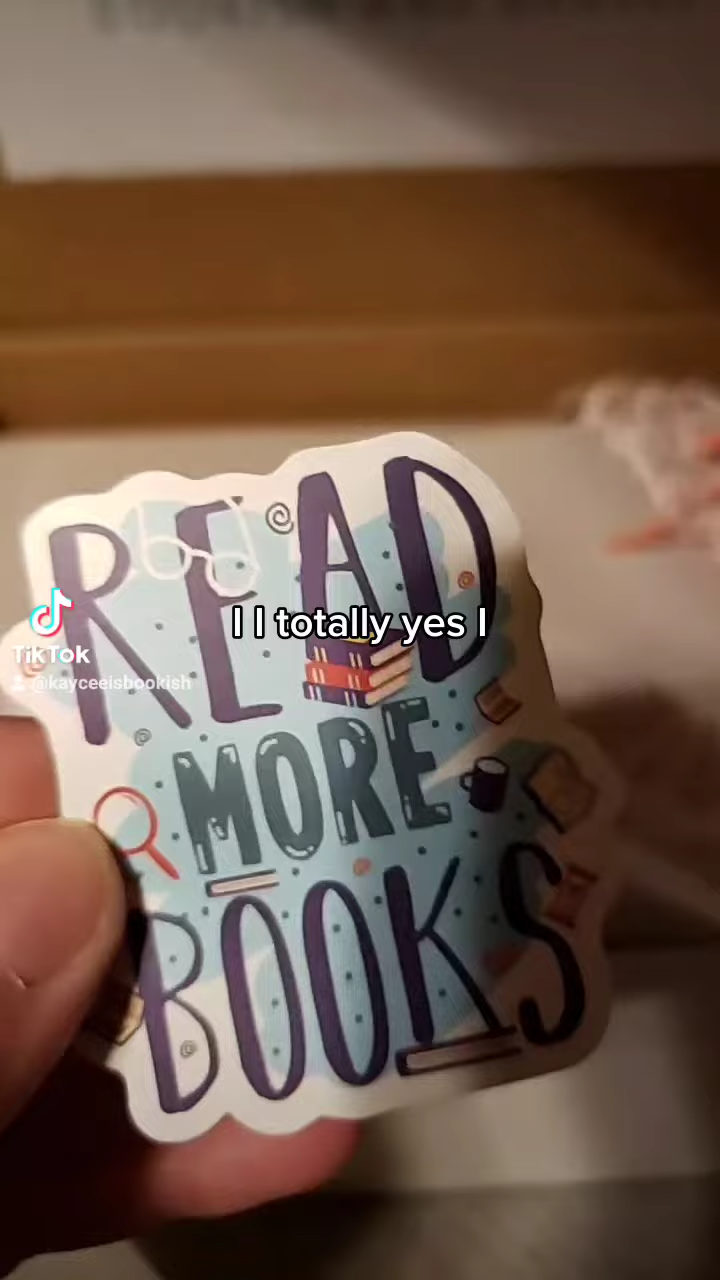 READ
I I totally yes I
TikTok
@kayceeisbookish
MORE
BOOKS